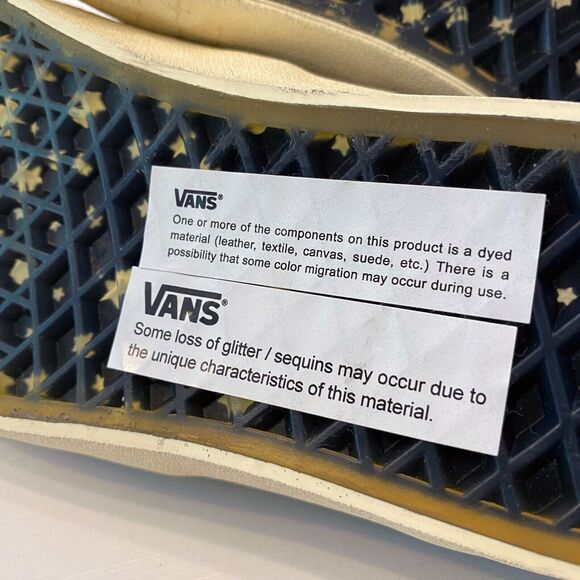 VANS®
One or more of the components on this product is a dyed
material (leather, textile, canvas, suede, etc.) There is a
possibility that some color migration may occur during use.
VANS®
Some loss of glitter / sequins may occur due to
the unique characteristics of this material.